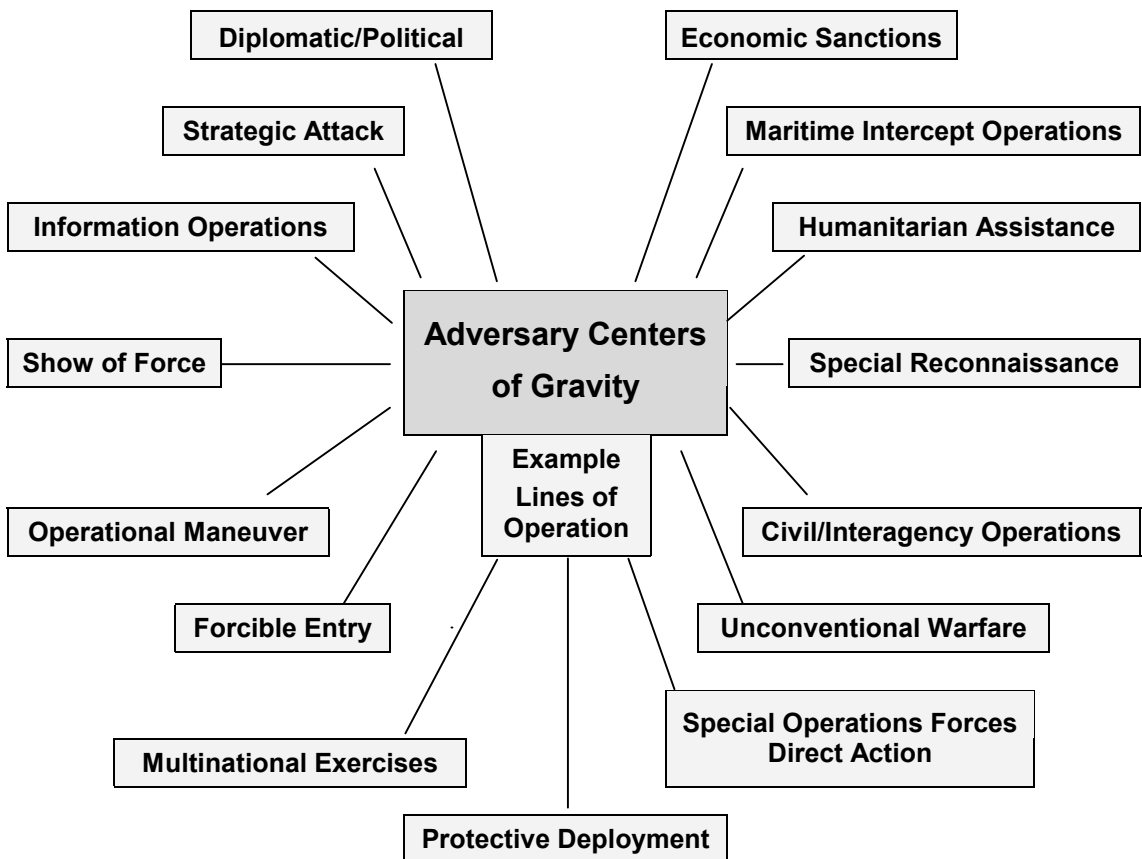 Diplomatic/Political
Economic Sanctions
Strategic Attack
Maritime Intercept Operations
Information Operations
Humanitarian Assistance
Adversary Centers
of Gravity
Show of Force
Special Reconnaissance
Example
Lines of
Operation
Operational Maneuver
Civil/Interagency Operations
Forcible Entry
Unconventional Warfare
Special Operations Forces
Direct Action
Multinational Exercises
Protective Deployment